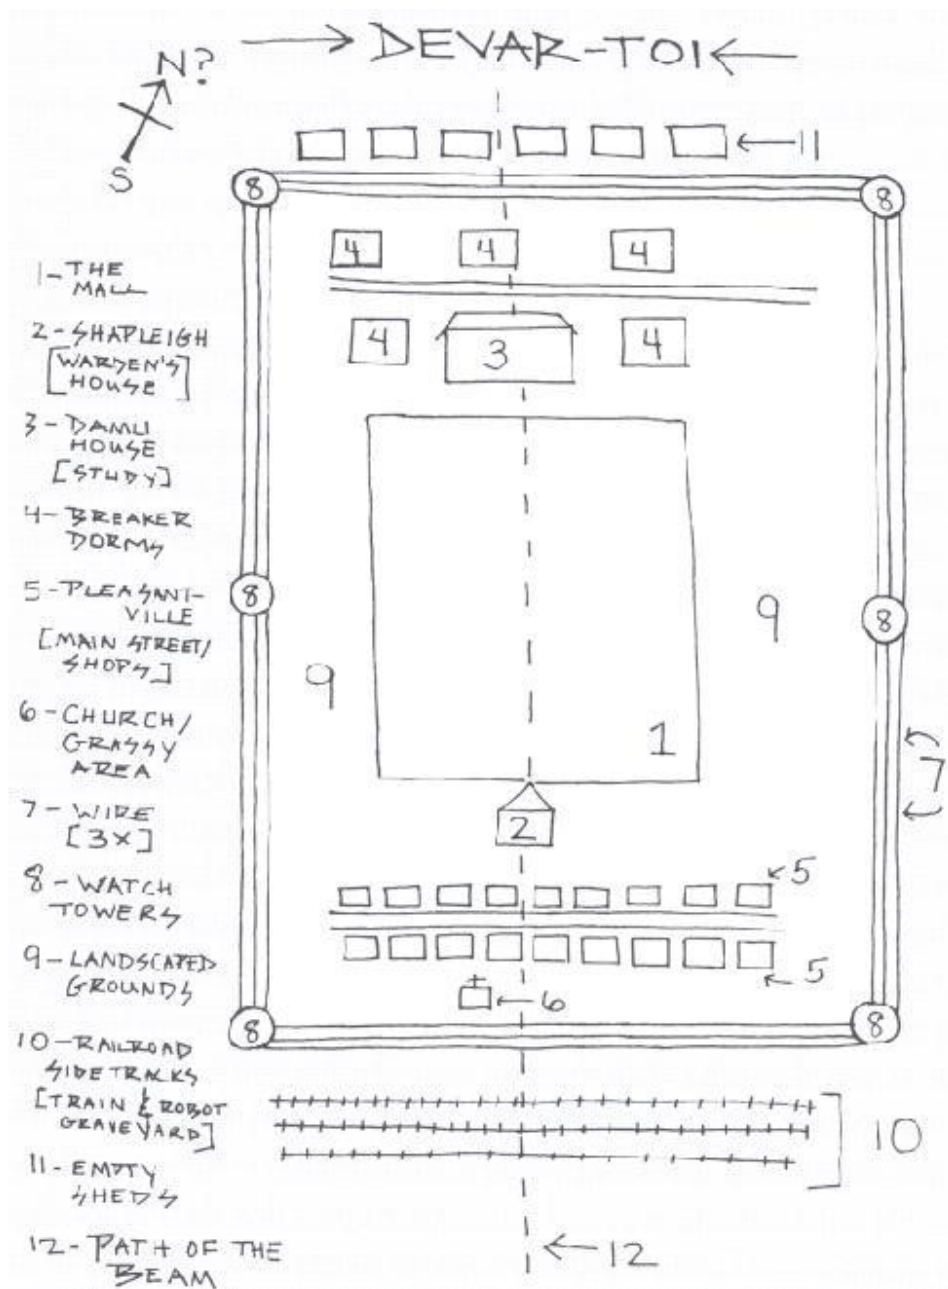 DEVAR-TOI
N?
S
11
8
8
4
4
4
4
3
4
1-THE
MALL
2-SHAPLEIGH
[WARDEN'S
HOUSE]
3-DAMLI
HOUSE
[STUDY]
4-BREAKER
DORMS
5-PLEASANT-
VILLE
[MAIN STREET/
SHOPS]
6-CHURCH/
GRASSY
AREA
7-WIRE
[3X]
8-WATCH
TOWERS
9-LANDSCAPED
GROUNDS
10-RAILROAD
SIDETRACKS
[TRAIN & ROBOT
GRAVEYARD]
11-EMPTY
SHEDS
12-PATH OF THE
BEAM
8
9
8
9
1
7
2
5
5
6
8
8
10
12